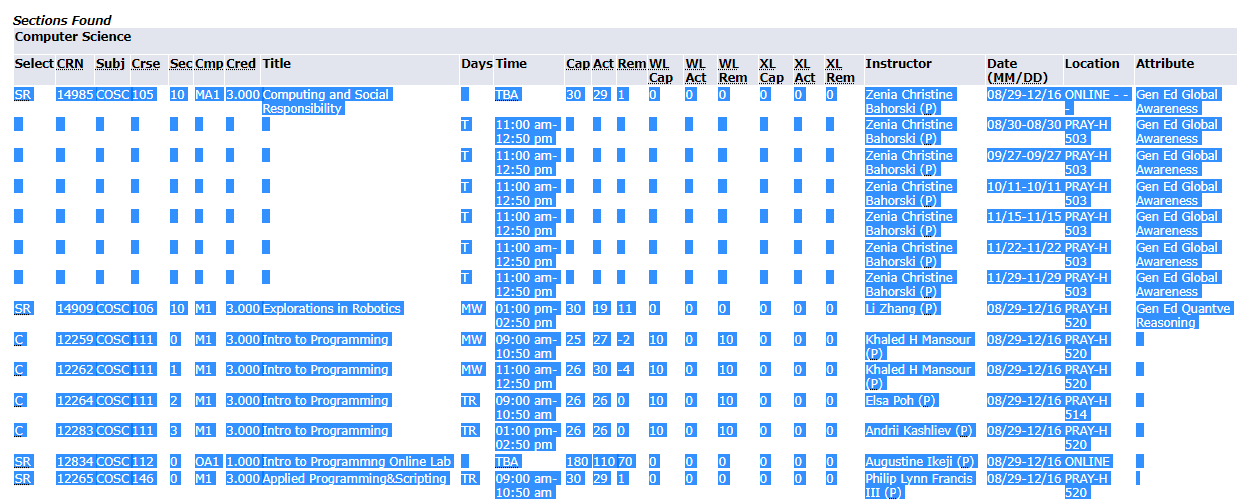 Sections Found
Computer Science
Select CRN Subj Crse Sec Cmp Cred Title Days Time Cap Act Rem WL Cap WL Act WL Rem XL Cap XL Act XL Rem Instructor Date (MM/DD) Location Attribute
SR 14985 COSC 105 10 MA1 3.000 Computing and Social Responsibility TBA 30 29 1 0 0 0 0 0 0 Zenia Christine Bahorski (P) 08/29-12/16 ONLINE - - - Gen Ed Global Awareness
T 11:00 am-12:50 pm Zenia Christine Bahorski (P) 08/30-08/30 PRAY-H 503 Gen Ed Global Awareness
T 11:00 am-12:50 pm Zenia Christine Bahorski (P) 09/27-09/27 PRAY-H 503 Gen Ed Global Awareness
T 11:00 am-12:50 pm Zenia Christine Bahorski (P) 10/11-10/11 PRAY-H 503 Gen Ed Global Awareness
T 11:00 am-12:50 pm Zenia Christine Bahorski (P) 11/15-11/15 PRAY-H 503 Gen Ed Global Awareness
T 11:00 am-12:50 pm Zenia Christine Bahorski (P) 11/22-11/22 PRAY-H 503 Gen Ed Global Awareness
T 11:00 am-12:50 pm Zenia Christine Bahorski (P) 11/29-11/29 PRAY-H 503 Gen Ed Global Awareness
SR 14909 COSC 106 10 M1 3.000 Explorations in Robotics MW 01:00 pm-02:50 pm 30 19 11 0 0 0 0 0 0 Li Zhang (P) 08/29-12/16 PRAY-H 520 Gen Ed Quantve Reasoning
C 12259 COSC 111 0 M1 3.000 Intro to Programming MW 09:00 am-10:50 am 25 27 -2 10 0 10 0 0 0 Khaled H Mansour (P) 08/29-12/16 PRAY-H 520
C 12262 COSC 111 1 M1 3.000 Intro to Programming MW 11:00 am-12:50 pm 26 30 -4 10 0 10 0 0 0 Khaled H Mansour (P) 08/29-12/16 PRAY-H 520
C 12264 COSC 111 2 M1 3.000 Intro to Programming TR 09:00 am-10:50 am 26 26 0 10 0 10 0 0 0 Elsa Poh (P) 08/29-12/16 PRAY-H 514
C 12283 COSC 111 3 M1 3.000 Intro to Programming TR 01:00 pm-02:50 pm 26 26 0 10 0 10 0 0 0 Andrii Kashliev (P) 08/29-12/16 PRAY-H 520
SR 12834 COSC 112 0 OA1 1.000 Intro to Programmng Online Lab TBA 180 110 70 0 0 0 0 0 0 Augustine Ikeji (P) 08/29-12/16 ONLINE
SR 12265 COSC 146 0 M1 3.000 Applied Programming&Scripting TR 09:00 am-10:50 am 30 29 1 0 0 0 0 0 0 Philip Lynn Francis III (P) 08/29-12/16 PRAY-H 520